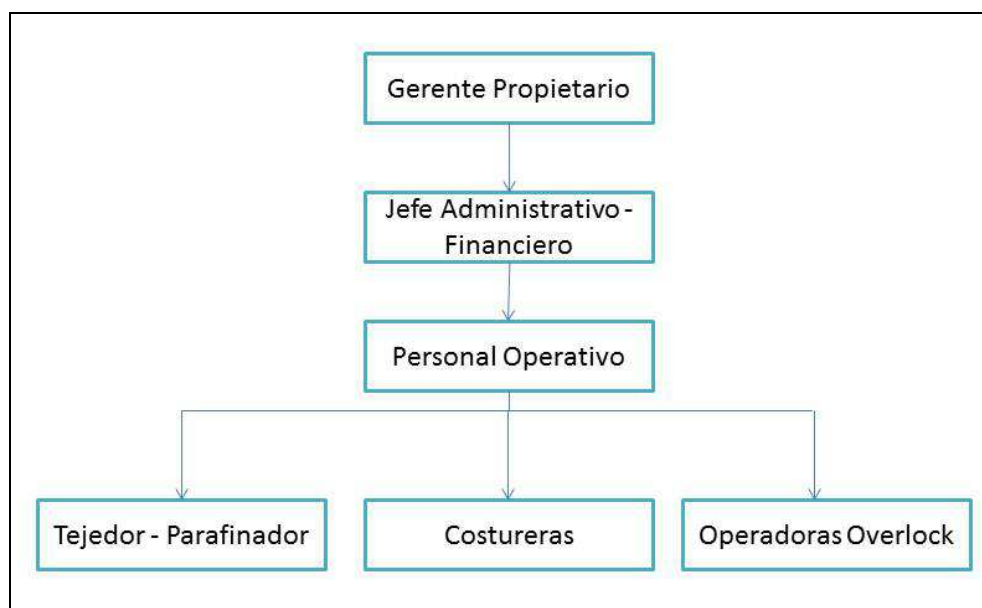 Gerente Propietario
Jefe Administrativo -
Financiero
Personal Operativo
Tejedor - Parafinador
Costureras
Operadoras Overlock